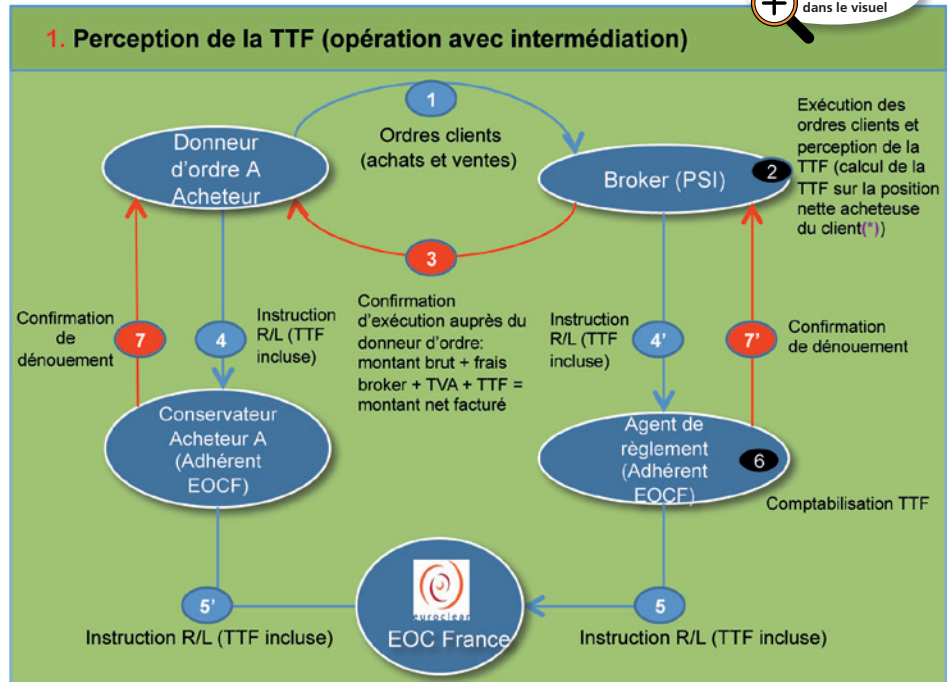 dans le visuel
1. Perception de la TTF (opération avec intermédiation)
1
Ordres clients
(achats et ventes)
Donneur
d'ordre A
Acheteur
Broker (PSI)
2
Exécution des
ordres clients et
perception de la
TTF (calcul de la
TTF sur la position
nette acheteuse
du client(*))
3
Confirmation
d'exécution auprès du
donneur d'ordre:
montant brut + frais
broker + TVA + TTF =
montant net facturé
Confirmation
de
dénouement
7
4
Instruction
R/L (TTF
incluse)
Instruction
R/L (TTF
incluse)
4'
7'
Confirmation
de dénouement
Conservateur
Acheteur A
(Adhérent
EOCF)
Agent de
règlement
(Adhérent
EOCF)
6
Comptabilisation TTF
5'
Instruction R/L (TTF incluse)
euroclear
EOC France
5
Instruction R/L (TTF incluse)